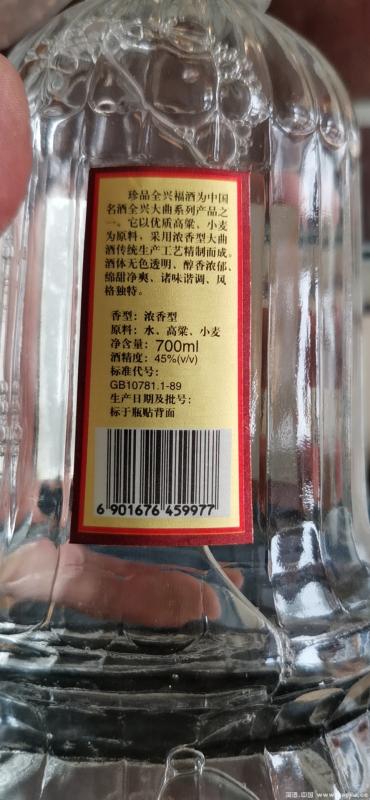 珍品全兴福酒为中国
名酒全兴大曲系列产品之
一。它以优质高粱、小麦
为原料，采用浓香型大曲
酒传统生产工艺精制而成。
酒体无色透明、醇香浓郁、
绵甜净爽、诸味谐调、风
格独特。
香型：浓香型
原料：水、高粱、小麦
净含量：700ml
酒精度：45%(v/v)
标准代号：
GB10781.1-89
生产日期及批号：
标于瓶贴背面
6 901676 459977